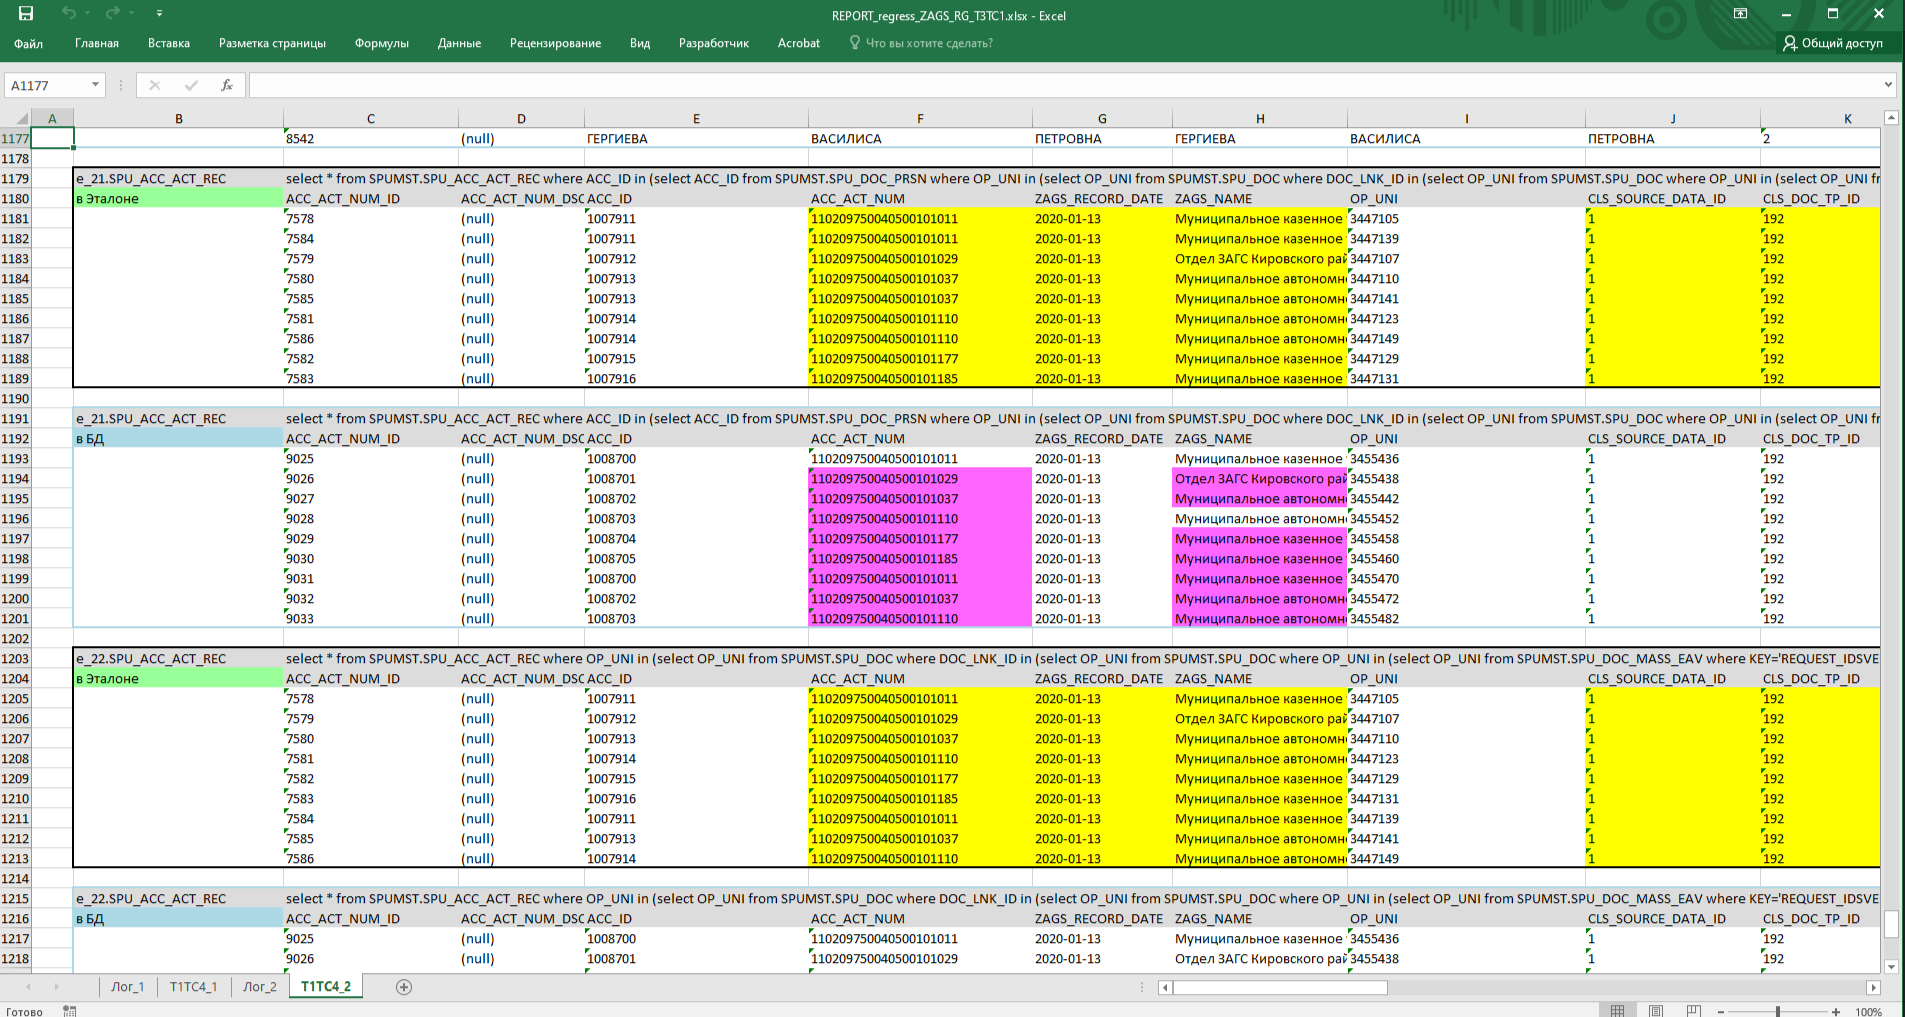 REPORT_regress_ZAGS_RG_T3TC1.xlsx - Excel
Файл Главная Вставка Разметка страницы Формулы Данные Рецензирование Вид Разработчик Acrobat Что вы хотите сделать? Общий доступ
A1177 fx
A B C D E F G H I J K
1177 8542 (null) ГЕРГИЕВА ВАСИЛИСА ПЕТРОВНА ГЕРГИЕВА ВАСИЛИСА ПЕТРОВНА 2
1178
1179 e_21.SPU_ACC_ACT_REC select * from SPUMST.SPU_ACC_ACT_REC where ACC_ID in (select ACC_ID from SPUMST.SPU_DOC_PRSN where OP_UNI in (select OP_UNI from SPUMST.SPU_DOC where DOC_LNK_ID in (select OP_UNI from SPUMST.SPU_DOC where OP_UNI in (select OP_UNI fr
1180 в Эталоне ACC_ACT_NUM_ID ACC_ACT_NUM_DSC ACC_ID ACC_ACT_NUM ZAGS_RECORD_DATE ZAGS_NAME OP_UNI CLS_SOURCE_DATA_ID CLS_DOC_TP_ID
1181 7578 (null) 1007911 110209750040500101011 2020-01-13 Муниципальное казенное 3447105 1 192
1182 7584 (null) 1007911 110209750040500101011 2020-01-13 Муниципальное казенное 3447139 1 192
1183 7579 (null) 1007912 110209750040500101029 2020-01-13 Отдел ЗАГС Кировского рай 3447107 1 192
1184 7580 (null) 1007913 110209750040500101037 2020-01-13 Муниципальное автономн 3447110 1 192
1185 7585 (null) 1007913 110209750040500101037 2020-01-13 Муниципальное автономн 3447141 1 192
1186 7581 (null) 1007914 110209750040500101110 2020-01-13 Муниципальное автономн 3447123 1 192
1187 7586 (null) 1007914 110209750040500101110 2020-01-13 Муниципальное автономн 3447149 1 192
1188 7582 (null) 1007915 110209750040500101177 2020-01-13 Муниципальное казенное 3447129 1 192
1189 7583 (null) 1007916 110209750040500101185 2020-01-13 Муниципальное казенное 3447131 1 192
1190
1191 e_21.SPU_ACC_ACT_REC select * from SPUMST.SPU_ACC_ACT_REC where ACC_ID in (select ACC_ID from SPUMST.SPU_DOC_PRSN where OP_UNI in (select OP_UNI from SPUMST.SPU_DOC where DOC_LNK_ID in (select OP_UNI from SPUMST.SPU_DOC where OP_UNI in (select OP_UNI fr
1192 в БД ACC_ACT_NUM_ID ACC_ACT_NUM_DSC ACC_ID ACC_ACT_NUM ZAGS_RECORD_DATE ZAGS_NAME OP_UNI CLS_SOURCE_DATA_ID CLS_DOC_TP_ID
1193 9025 (null) 1008700 110209750040500101011 2020-01-13 Муниципальное казенное 3455436 1 192
1194 9026 (null) 1008701 110209750040500101029 2020-01-13 Отдел ЗАГС Кировского рай 3455438 1 192
1195 9027 (null) 1008702 110209750040500101037 2020-01-13 Муниципальное автономн 3455442 1 192
1196 9028 (null) 1008703 110209750040500101110 2020-01-13 Муниципальное автономн 3455452 1 192
1197 9029 (null) 1008704 110209750040500101177 2020-01-13 Муниципальное казенное 3455458 1 192
1198 9030 (null) 1008705 110209750040500101185 2020-01-13 Муниципальное казенное 3455460 1 192
1199 9031 (null) 1008700 110209750040500101011 2020-01-13 Муниципальное казенное 3455470 1 192
1200 9032 (null) 1008702 110209750040500101037 2020-01-13 Муниципальное автономн 3455472 1 192
1201 9033 (null) 1008703 110209750040500101110 2020-01-13 Муниципальное автономн 3455482 1 192
1202
1203 e_22.SPU_ACC_ACT_REC select * from SPUMST.SPU_ACC_ACT_REC where OP_UNI in (select OP_UNI from SPUMST.SPU_DOC where DOC_LNK_ID in (select OP_UNI from SPUMST.SPU_DOC where OP_UNI in (select OP_UNI from SPUMST.SPU_DOC_MASS_EAV where KEY='REQUEST_IDSVE
1204 в Эталоне ACC_ACT_NUM_ID ACC_ACT_NUM_DSC ACC_ID ACC_ACT_NUM ZAGS_RECORD_DATE ZAGS_NAME OP_UNI CLS_SOURCE_DATA_ID CLS_DOC_TP_ID
1205 7578 (null) 1007911 110209750040500101011 2020-01-13 Муниципальное казенное 3447105 1 192
1206 7579 (null) 1007912 110209750040500101029 2020-01-13 Отдел ЗАГС Кировского рай 3447107 1 192
1207 7580 (null) 1007913 110209750040500101037 2020-01-13 Муниципальное автономн 3447110 1 192
1208 7581 (null) 1007914 110209750040500101110 2020-01-13 Муниципальное автономн 3447123 1 192
1209 7582 (null) 1007915 110209750040500101177 2020-01-13 Муниципальное казенное 3447129 1 192
1210 7583 (null) 1007916 110209750040500101185 2020-01-13 Муниципальное казенное 3447131 1 192
1211 7584 (null) 1007911 110209750040500101011 2020-01-13 Муниципальное казенное 3447139 1 192
1212 7585 (null) 1007913 110209750040500101037 2020-01-13 Муниципальное автономн 3447141 1 192
1213 7586 (null) 1007914 110209750040500101110 2020-01-13 Муниципальное автономн 3447149 1 192
1214
1215 e_22.SPU_ACC_ACT_REC select * from SPUMST.SPU_ACC_ACT_REC where OP_UNI in (select OP_UNI from SPUMST.SPU_DOC where DOC_LNK_ID in (select OP_UNI from SPUMST.SPU_DOC where OP_UNI in (select OP_UNI from SPUMST.SPU_DOC_MASS_EAV where KEY='REQUEST_IDSVE
1216 в БД ACC_ACT_NUM_ID ACC_ACT_NUM_DSC ACC_ID ACC_ACT_NUM ZAGS_RECORD_DATE ZAGS_NAME OP_UNI CLS_SOURCE_DATA_ID CLS_DOC_TP_ID
1217 9025 (null) 1008700 110209750040500101011 2020-01-13 Муниципальное казенное 3455436 1 192
1218 9026 (null) 1008701 110209750040500101029 2020-01-13 Отдел ЗАГС Кировского рай 3455438 1 192
Лог_1 T1TC4_1 Лог_2 T1TC4_2
Готово 100%